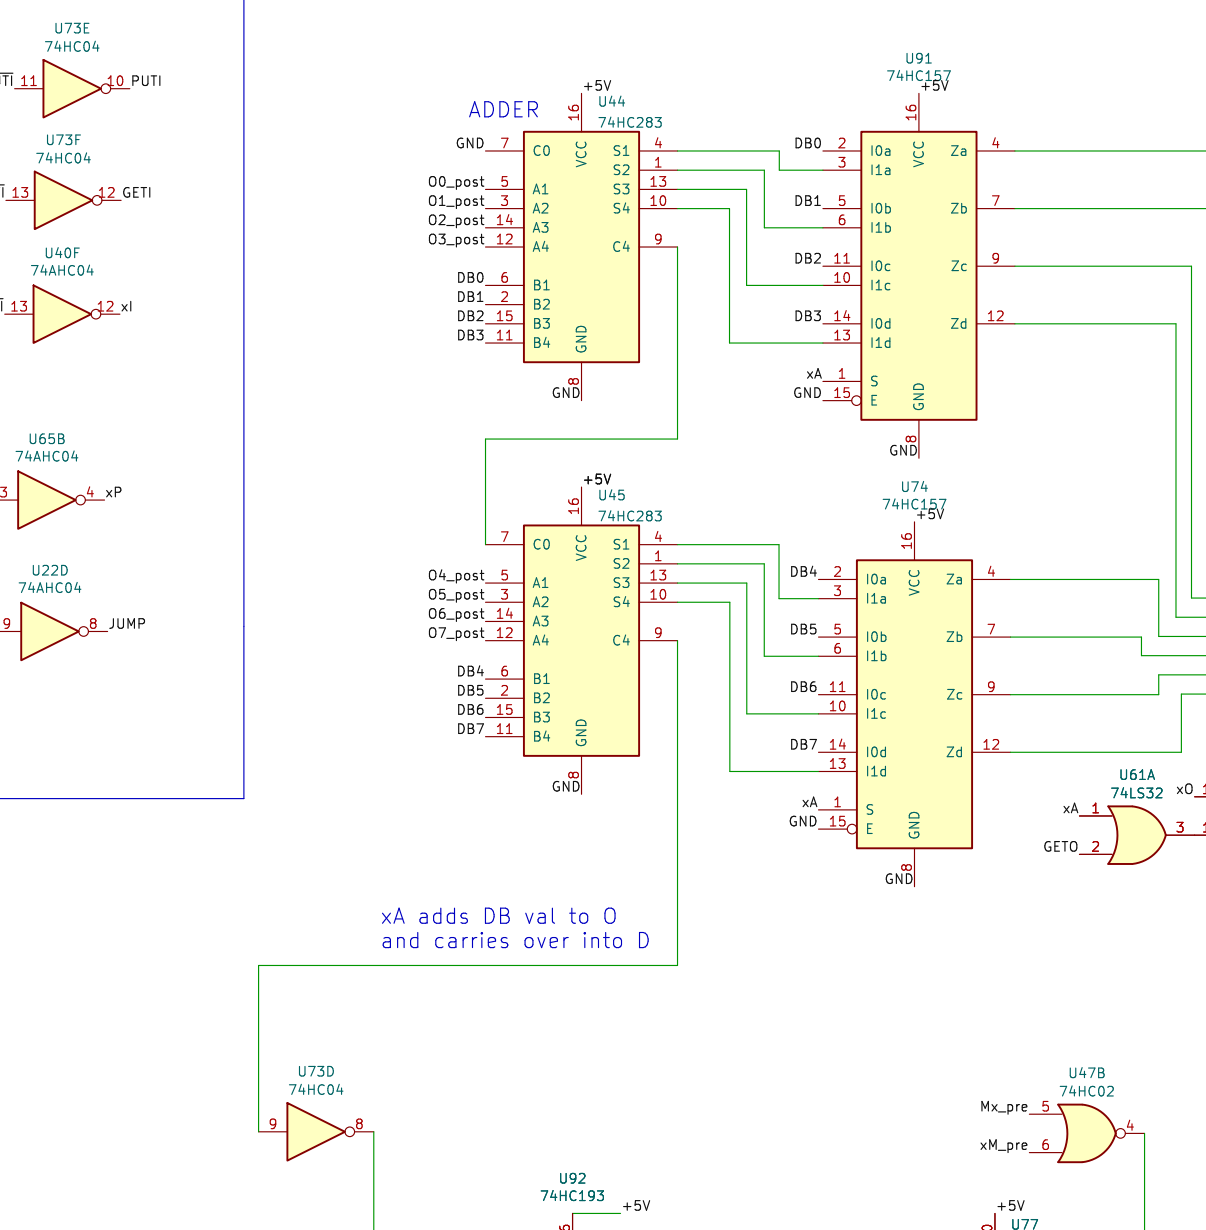 U73E
74HC04
TI 11 10 PUTI
U73F
74HC04
I 13 12 GETI
U40F
74AHC04
I 13 12 xI
U65B
74AHC04
3 4 xP
U22D
74AHC04
9 8 JUMP
ADDER
+5V
U44
74HC283
16
VCC
GND 7 C0
O0_post 5 A1
O1_post 3 A2
O2_post 14 A3
O3_post 12 A4
DB0 6 B1
DB1 2 B2
DB2 15 B3
DB3 11 B4
S1 4
S2 1
S3 13
S4 10
C4 9
GND
8
GND
U91
74HC157
+5V
16
VCC
DB0 2 I0a
3 I1a
DB1 5 I0b
6 I1b
DB2 11 I0c
10 I1c
DB3 14 I0d
13 I1d
xA 1 S
GND 15 E
Za 4
Zb 7
Zc 9
Zd 12
GND
8
GND
+5V
U45
74HC283
16
VCC
7 C0
O4_post 5 A1
O5_post 3 A2
O6_post 14 A3
O7_post 12 A4
DB4 6 B1
DB5 2 B2
DB6 15 B3
DB7 11 B4
S1 4
S2 1
S3 13
S4 10
C4 9
GND
8
GND
U74
74HC157
+5V
16
VCC
DB4 2 I0a
3 I1a
DB5 5 I0b
6 I1b
DB6 11 I0c
10 I1c
DB7 14 I0d
13 I1d
xA 1 S
GND 15 E
Za 4
Zb 7
Zc 9
Zd 12
GND
8
GND
U61A
74LS32
xA 1
GETO 2
3
xO 1
1
xA adds DB val to O
and carries over into D
U73D
74HC04
9 8
U92
74HC193
+5V
U47B
74HC02
Mx_pre 5
xM_pre 6
4
+5V
U77